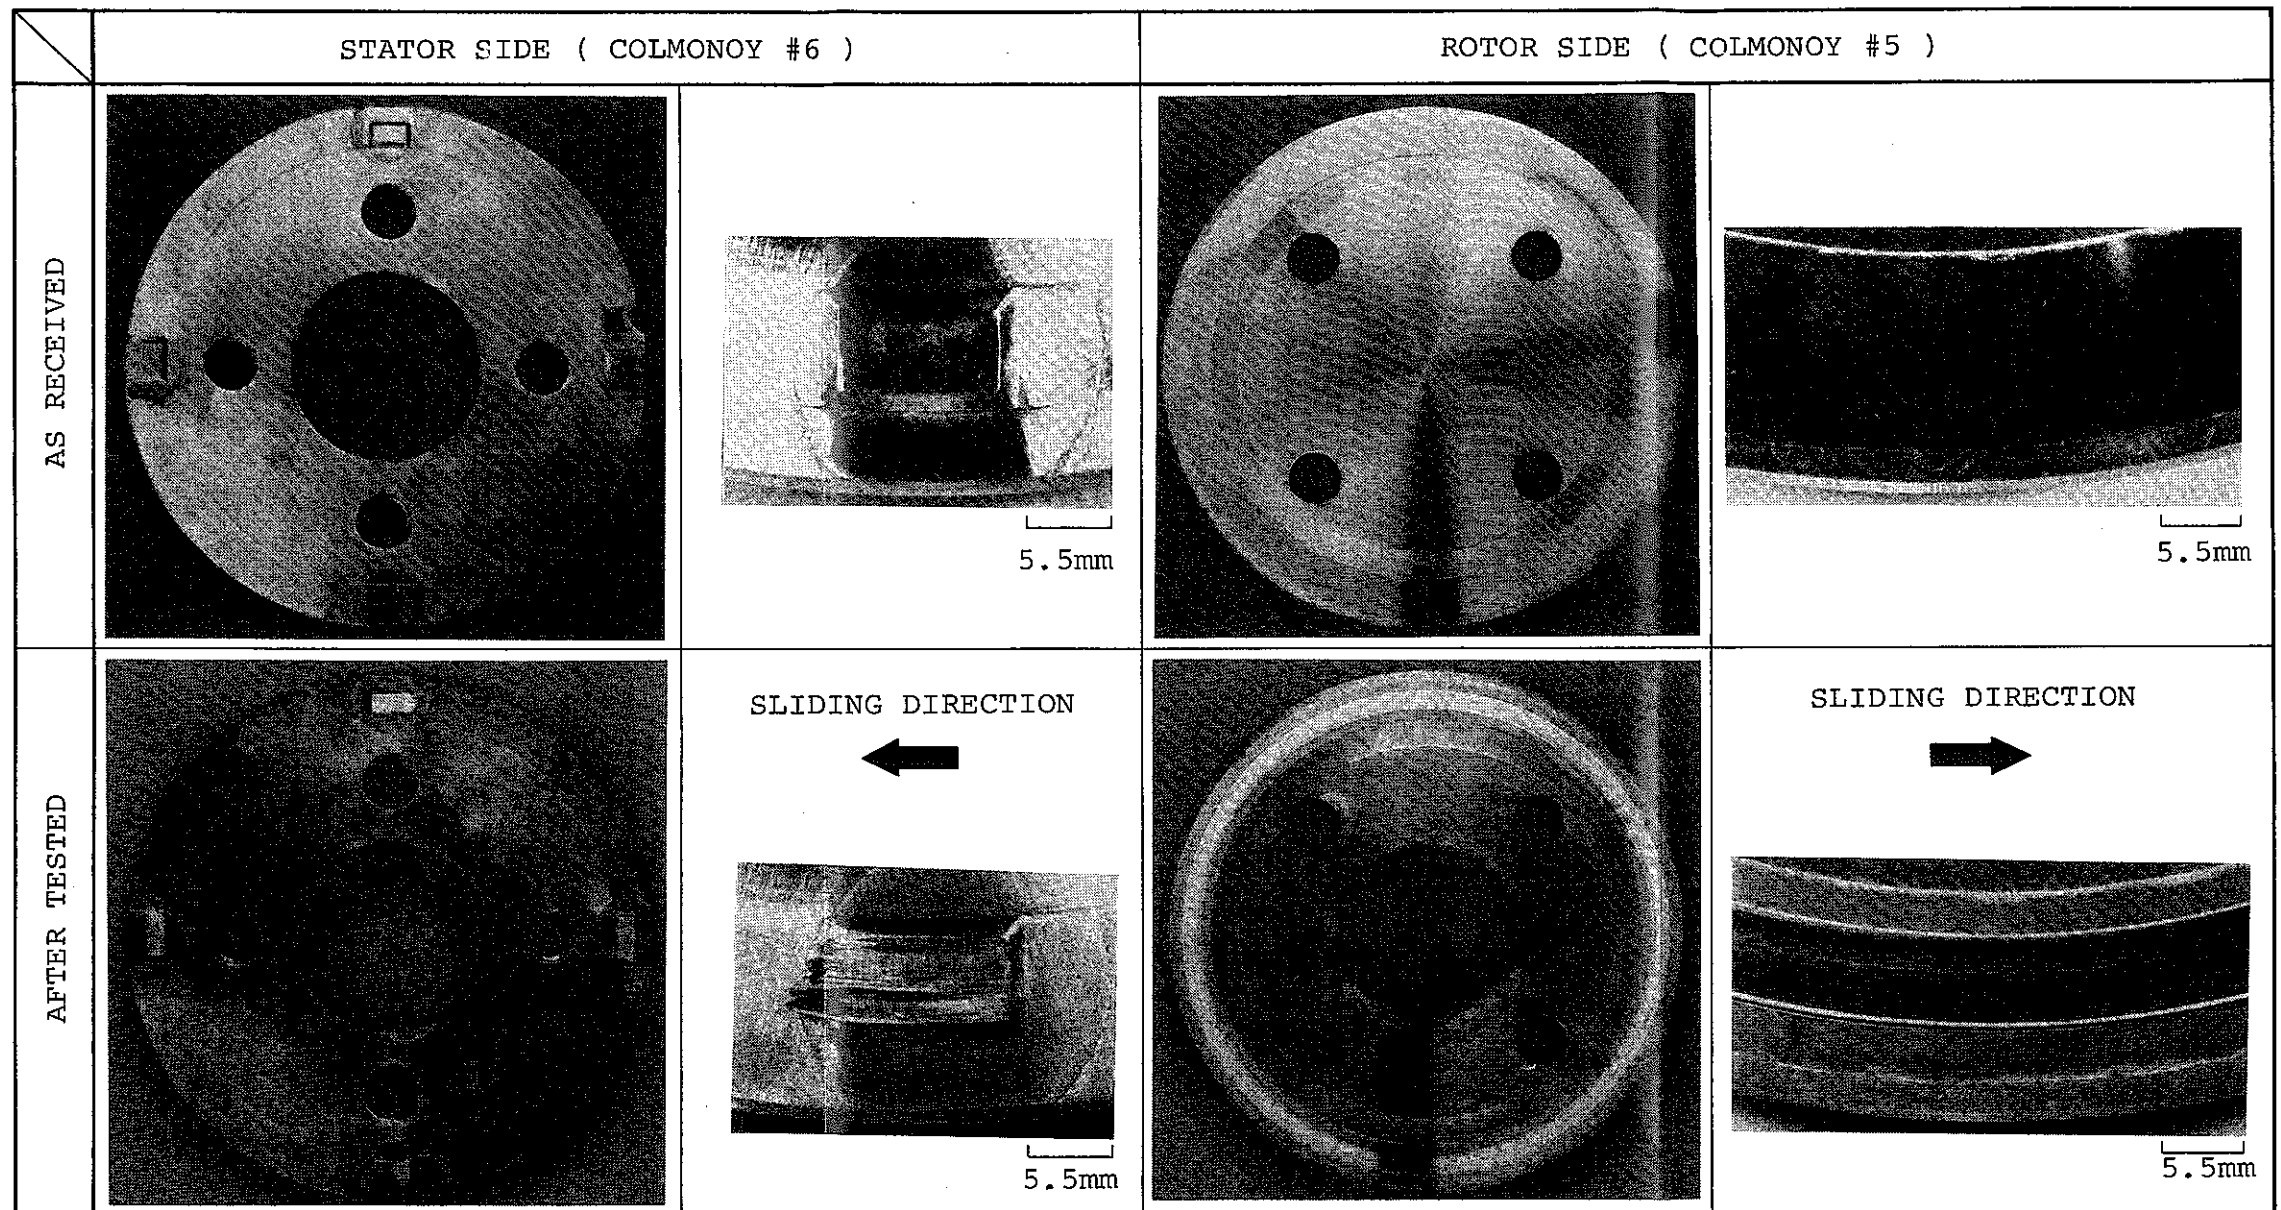 STATOR SIDE ( COLMONOY #6 )
ROTOR SIDE ( COLMONOY #5 )
AS RECEIVED
5.5mm
5.5mm
AFTER TESTED
SLIDING DIRECTION
5.5mm
SLIDING DIRECTION
5.5mm